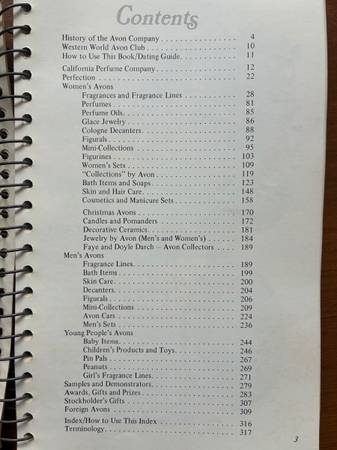 Contents
History of the Avon Company . . . . . . . . . . . . . . . . . . . . 4
Western World Avon Club . . . . . . . . . . . . . . . . . . . . . 10
How to Use This Book/Dating Guide. . . . . . . . . . . . . . . 11
California Perfume Company . . . . . . . . . . . . . . . . . . . 12
Perfection . . . . . . . . . . . . . . . . . . . . . . . . . . . . . . 22
Women's Avons
Fragrances and Fragrance Lines . . . . . . . . . . . . . . . . 28
Perfumes . . . . . . . . . . . . . . . . . . . . . . . . . . . . . 81
Perfume Oils. . . . . . . . . . . . . . . . . . . . . . . . . . . 85
Glace Jewelry . . . . . . . . . . . . . . . . . . . . . . . . . . 86
Cologne Decanters . . . . . . . . . . . . . . . . . . . . . . . 88
Figurals . . . . . . . . . . . . . . . . . . . . . . . . . . . . . 92
Mini-Collections . . . . . . . . . . . . . . . . . . . . . . . . 95
Figurines . . . . . . . . . . . . . . . . . . . . . . . . . . . . 103
Women's Sets . . . . . . . . . . . . . . . . . . . . . . . . . 109
"Collections" by Avon . . . . . . . . . . . . . . . . . . . . 119
Bath Items and Soaps. . . . . . . . . . . . . . . . . . . . . 123
Skin and Hair Care. . . . . . . . . . . . . . . . . . . . . . 148
Cosmetics and Manicure Sets . . . . . . . . . . . . . . . . 158
Christmas Avons . . . . . . . . . . . . . . . . . . . . . . . 170
Candles and Pomanders . . . . . . . . . . . . . . . . . . . 172
Decorative Ceramics. . . . . . . . . . . . . . . . . . . . . 181
Jewelry by Avon (Men's and Women's) . . . . . . . . . . 184
Faye and Doyle Darch – Avon Collectors . . . . . . . . . 189
Men's Avons
Fragrance Lines. . . . . . . . . . . . . . . . . . . . . . . . 189
Bath Items . . . . . . . . . . . . . . . . . . . . . . . . . . 199
Skin Care. . . . . . . . . . . . . . . . . . . . . . . . . . . 200
Decanters. . . . . . . . . . . . . . . . . . . . . . . . . . . 204
Figurals . . . . . . . . . . . . . . . . . . . . . . . . . . . . 206
Mini-Collections . . . . . . . . . . . . . . . . . . . . . . . 209
Avon Cars . . . . . . . . . . . . . . . . . . . . . . . . . . . 224
Men's Sets . . . . . . . . . . . . . . . . . . . . . . . . . . 236
Young People's Avons
Baby Items. . . . . . . . . . . . . . . . . . . . . . . . . . . 244
Children's Products and Toys. . . . . . . . . . . . . . . . 246
Pin Pals . . . . . . . . . . . . . . . . . . . . . . . . . . . . 267
Peanuts . . . . . . . . . . . . . . . . . . . . . . . . . . . . 269
Girl's Fragrance Lines. . . . . . . . . . . . . . . . . . . . 271
Samples and Demonstrators. . . . . . . . . . . . . . . . . . . 279
Awards, Gifts and Prizes . . . . . . . . . . . . . . . . . . . . 283
Stockholder's Gifts . . . . . . . . . . . . . . . . . . . . . . . 307
Foreign Avons . . . . . . . . . . . . . . . . . . . . . . . . . . 309
Index/How to Use This Index . . . . . . . . . . . . . . . . . . 316
Terminology. . . . . . . . . . . . . . . . . . . . . . . . . . . . 317
3